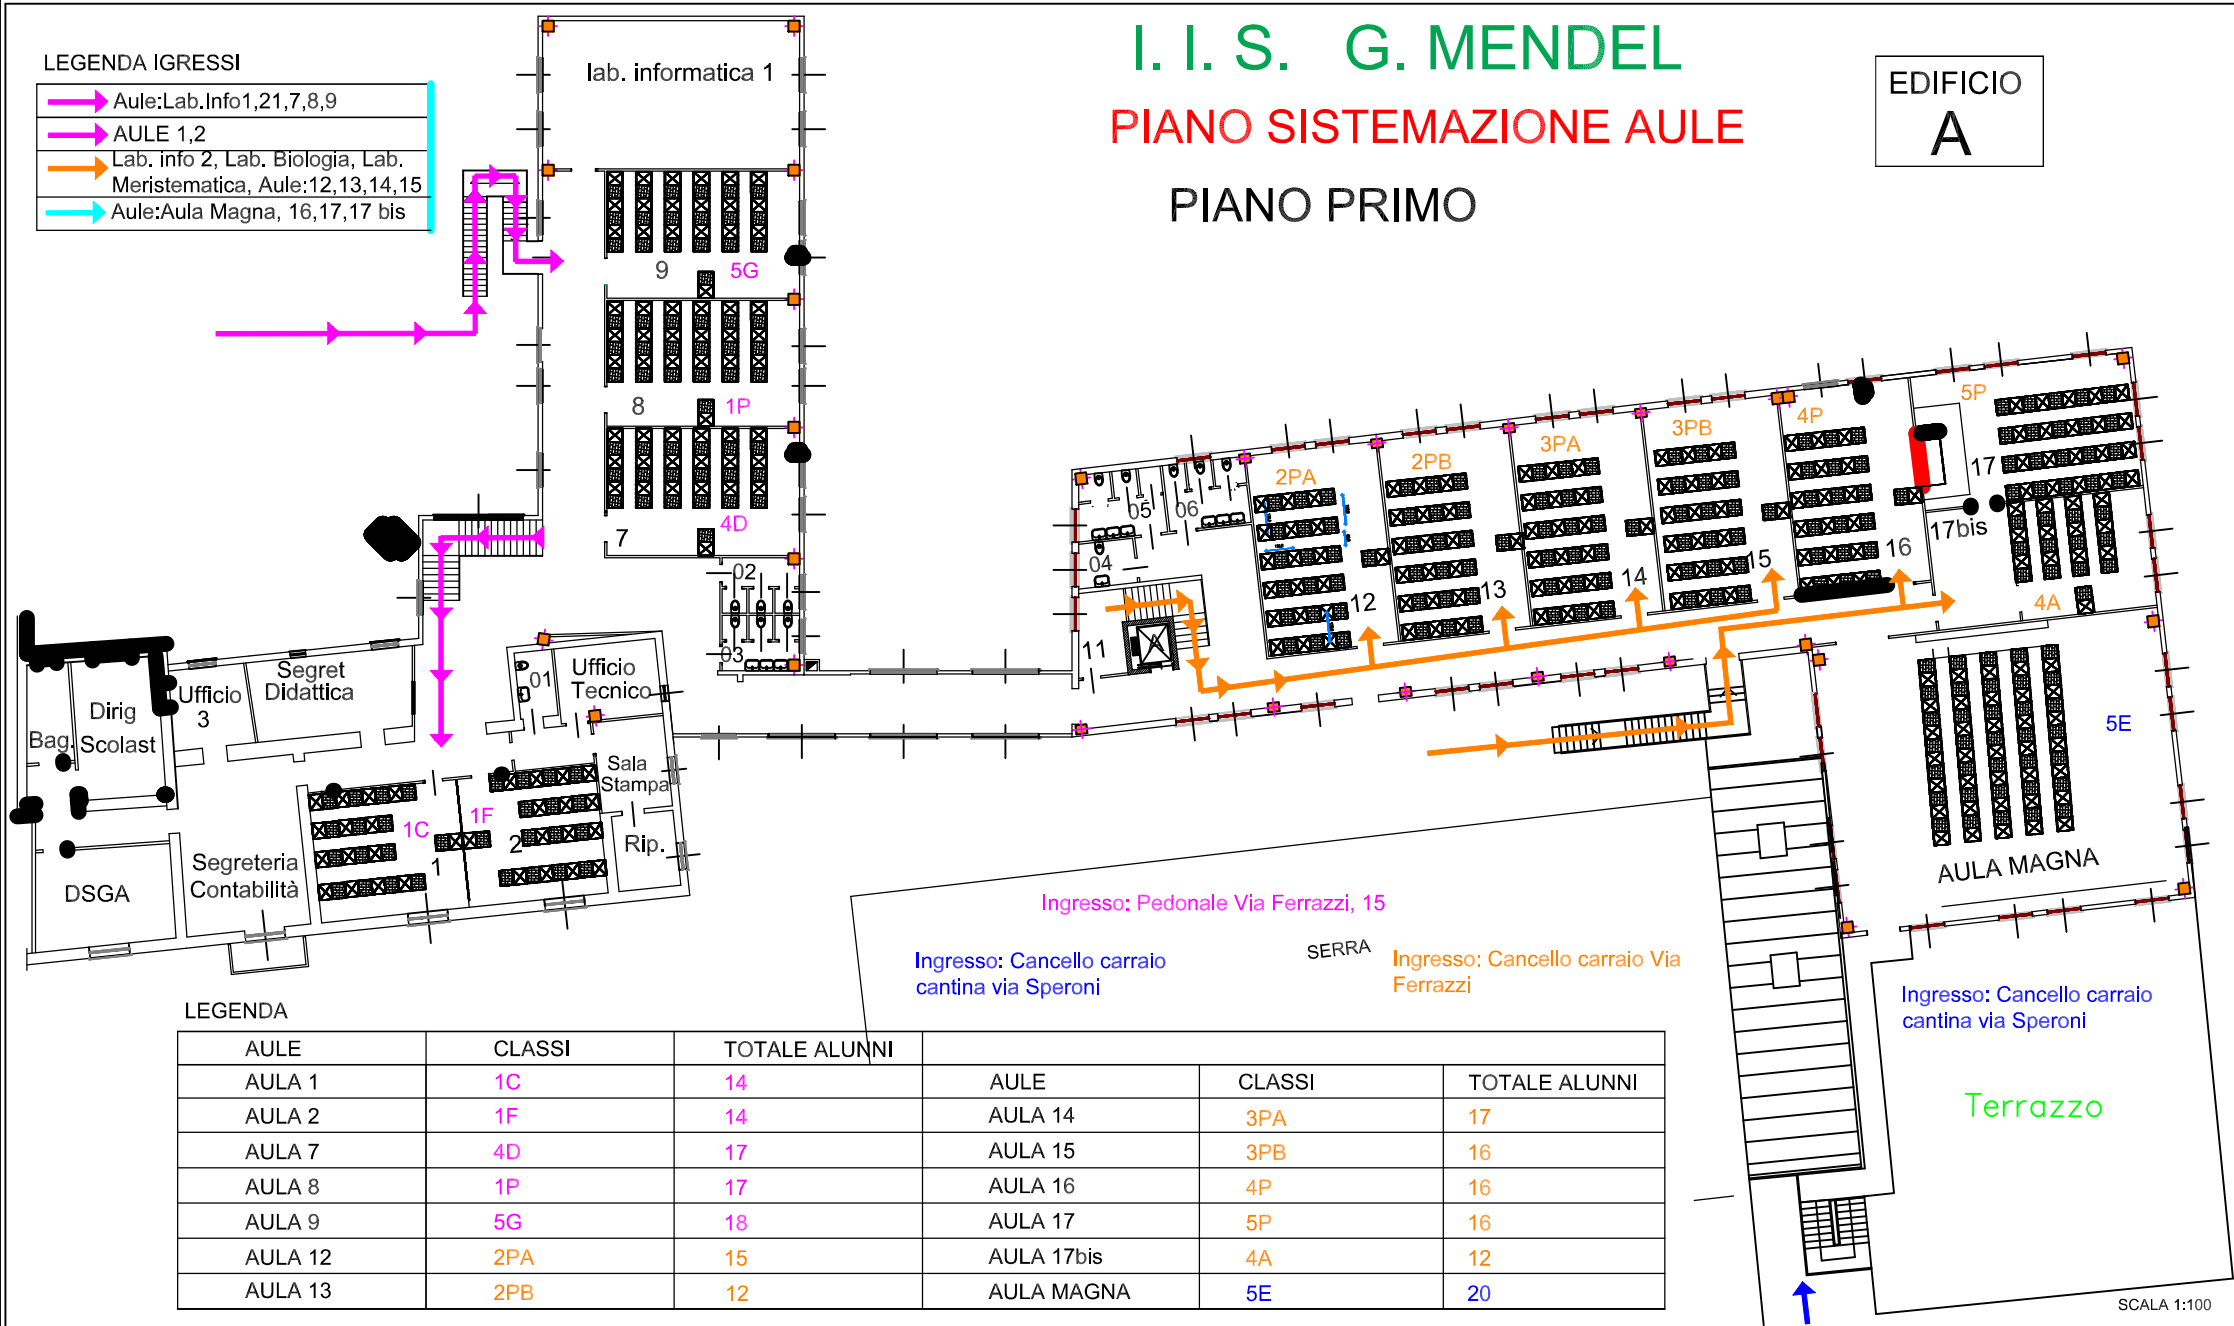 I. I. S. G. MENDEL
PIANO SISTEMAZIONE AULE
PIANO PRIMO
EDIFICIO
A
LEGENDA IGRESSI
Aule:Lab.Info1,21,7,8,9
AULE 1,2
Lab. info 2, Lab. Biologia, Lab.
Meristematica, Aule:12,13,14,15
Aule:Aula Magna, 16,17,17 bis
lab. informatica 1
9 5G
8 1P
7 4D
02
03
01
Ufficio
Tecnico
Segret
Didattica
Ufficio
3
Dirig
Scolast
Bag.
Sala
Stampa
Rip.
1C
1
1F
2
Segreteria
Contabilità
DSGA
05
06
04
11
A
2PA
12
2PB
13
3PA
14
3PB
15
4P
16
5P
17
17bis
4A
5E
AULA MAGNA
Ingresso: Pedonale Via Ferrazzi, 15
Ingresso: Cancello carraio
cantina via Speroni
SERRA
Ingresso: Cancello carraio Via
Ferrazzi
Ingresso: Cancello carraio
cantina via Speroni
Terrazzo
LEGENDA
AULE CLASSI TOTALE ALUNNI
AULA 1 1C 14 AULE CLASSI TOTALE ALUNNI
AULA 2 1F 14 AULA 14 3PA 17
AULA 7 4D 17 AULA 15 3PB 16
AULA 8 1P 17 AULA 16 4P 16
AULA 9 5G 18 AULA 17 5P 16
AULA 12 2PA 15 AULA 17bis 4A 12
AULA 13 2PB 12 AULA MAGNA 5E 20
SCALA 1:100